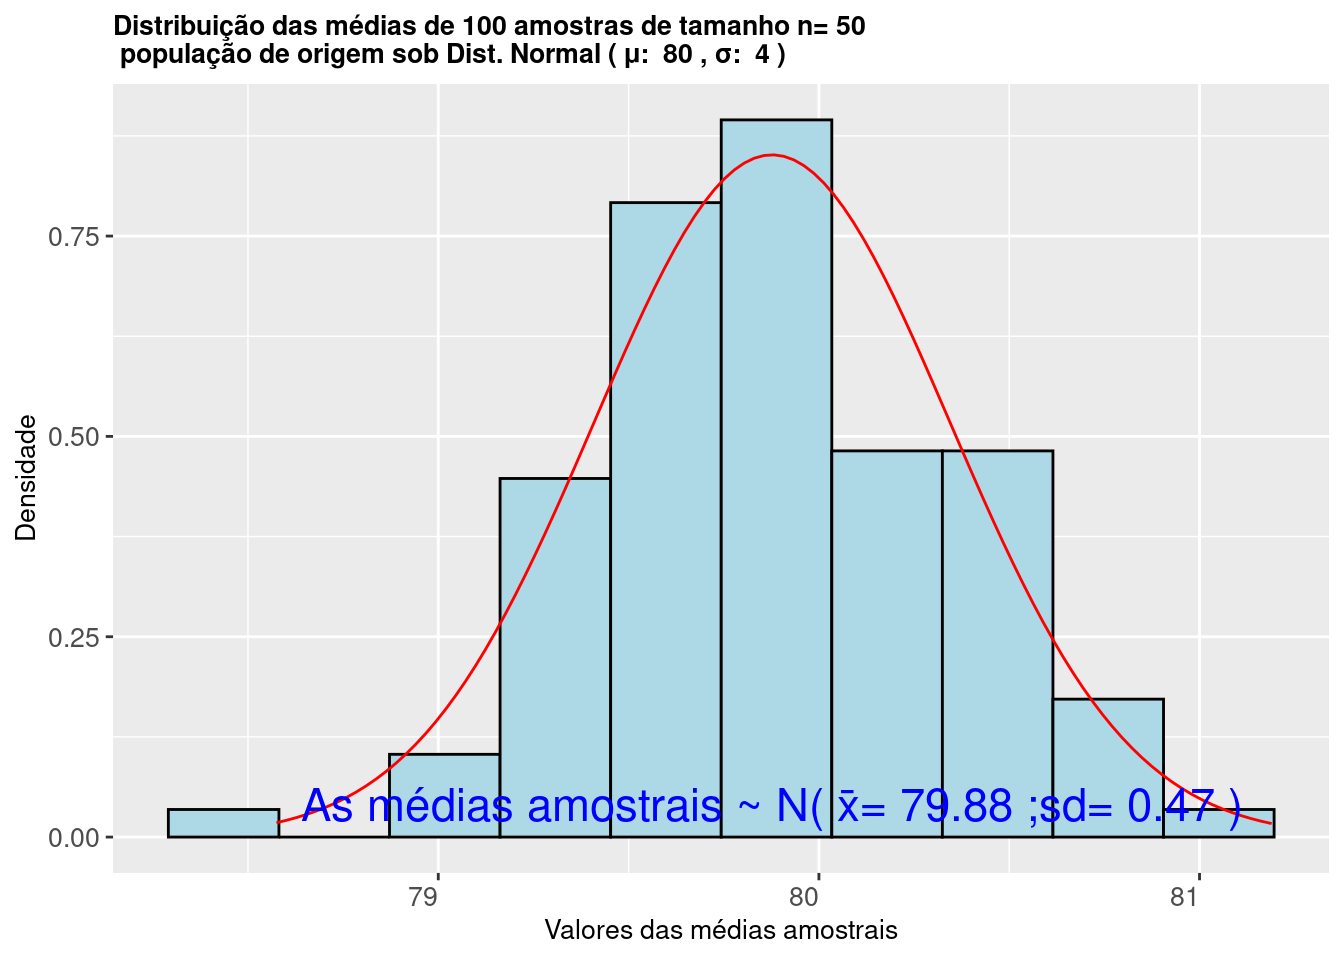 Distribuição das médias de 100 amostras de tamanho n= 50
população de origem sob Dist. Normal ( μ:  80 , σ:  4 )
Densidade
0.75
0.50
0.25
0.00
As médias amostrais ~ N( x̄= 79.88 ;sd= 0.47 )
79 80 81
Valores das médias amostrais